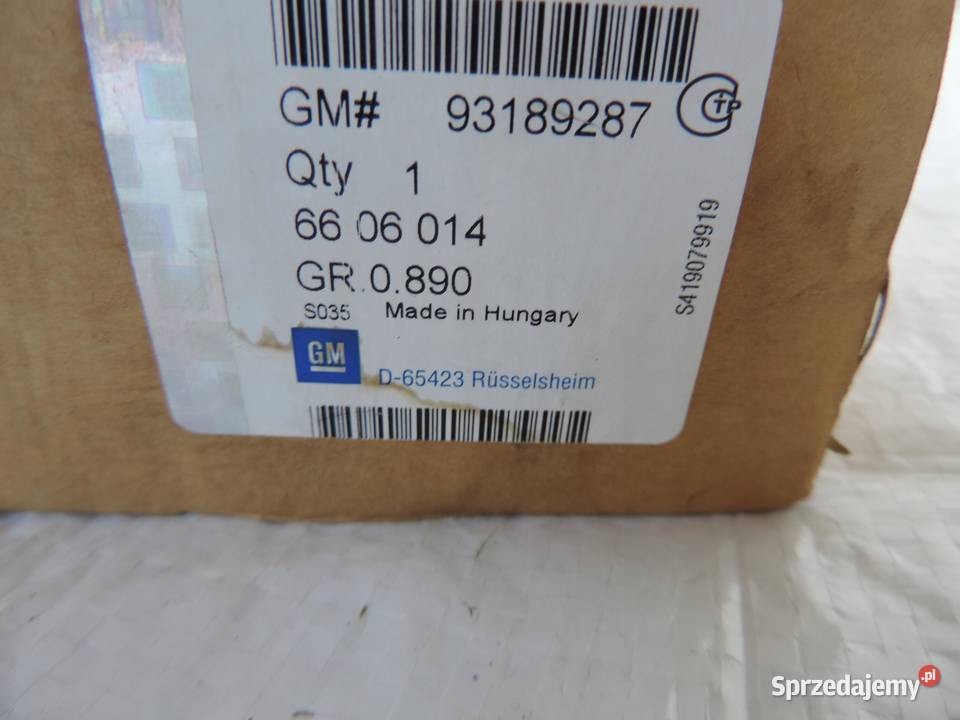 GM# 93189287
Qty 1
66 06 014
GR.0.890
S035 Made in Hungary
GM
D-65423 Rüsselsheim
S419079919
Sprzedajemy.pl